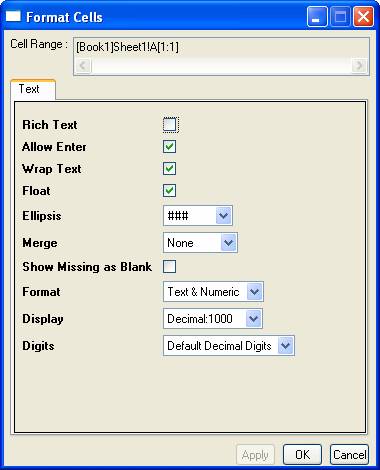 Format Cells
Cell Range : [Book1]Sheet1!A[1:1]
Text
Rich Text
Allow Enter
Wrap Text
Float
Ellipsis ###
Merge None
Show Missing as Blank
Format Text & Numeric
Display Decimal:1000
Digits Default Decimal Digits
Apply OK Cancel